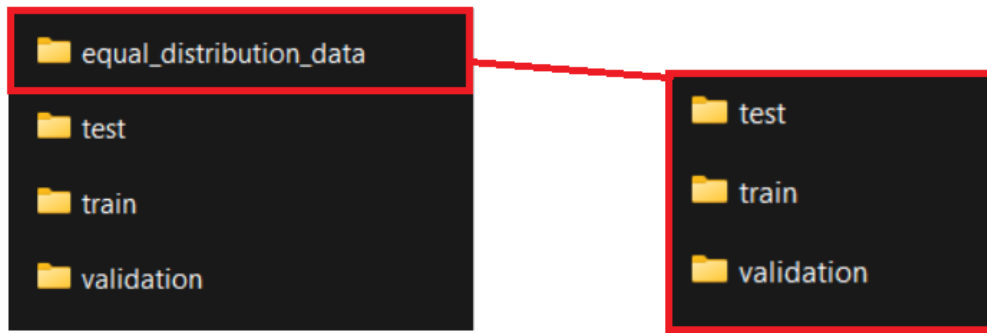 equal_distribution_data
test
train
validation
test
train
validation